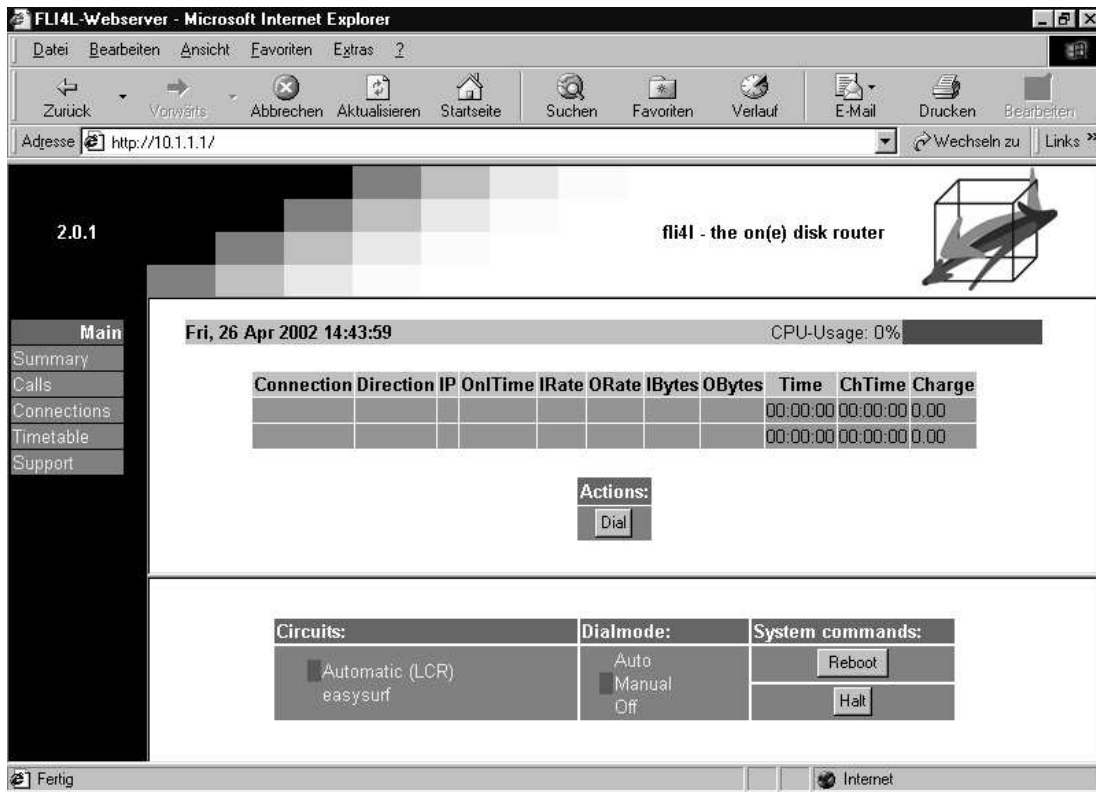 FLI4L-Webserver - Microsoft Internet Explorer
Datei Bearbeiten Ansicht Favoriten Extras ?
Zurück Vorwärts Abbrechen Aktualisieren Startseite Suchen Favoriten Verlauf E-Mail Drucken Bearbeiten
Adresse http://10.1.1.1/ Wechseln zu Links »
2.0.1
fli4l - the on(e) disk router
Main
Summary
Calls
Connections
Timetable
Support
Fri, 26 Apr 2002 14:43:59 CPU-Usage: 0%
Connection Direction IP OnlTime IRate ORate IBytes OBytes Time ChTime Charge
00:00:00 00:00:00 0.00
00:00:00 00:00:00 0.00
Actions:
Dial
Circuits:
Automatic (LCR)
easysurf
Dialmode:
Auto
Manual
Off
System commands:
Reboot
Halt
Fertig Internet